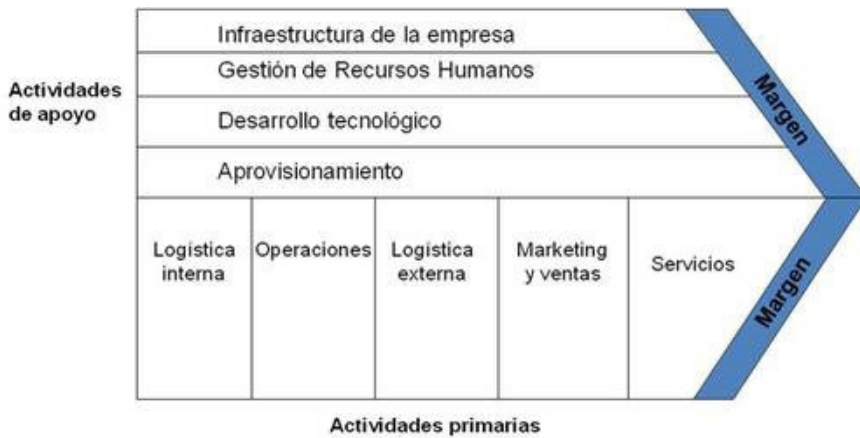 Infraestructura de la empresa
Gestión de Recursos Humanos
Actividades
de apoyo
Desarrollo tecnológico
Aprovisionamiento
Margen
Logística
interna
Operaciones
Logística
externa
Marketing
y ventas
Servicios
Margen
Actividades primarias